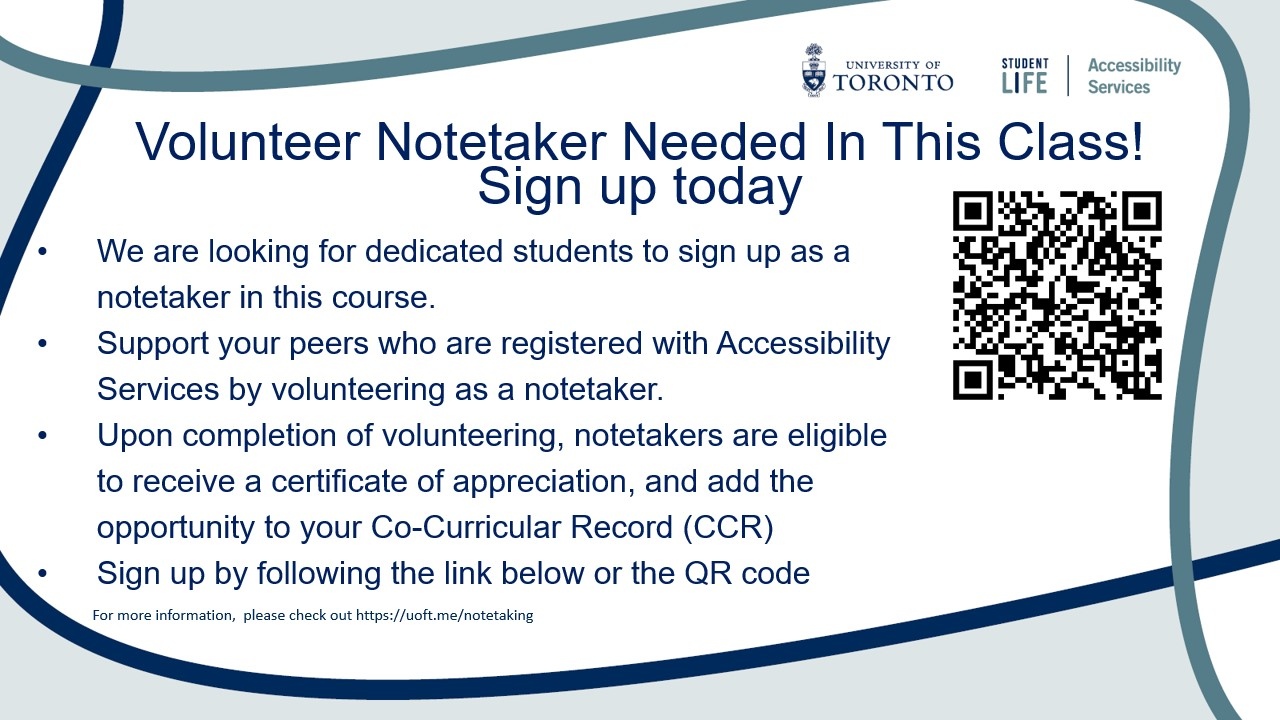 UNIVERSITY OF
TORONTO
STUDENT
LIFE
Accessibility
Services
Volunteer Notetaker Needed In This Class!
Sign up today
• We are looking for dedicated students to sign up as a
notetaker in this course.
• Support your peers who are registered with Accessibility
Services by volunteering as a notetaker.
• Upon completion of volunteering, notetakers are eligible
to receive a certificate of appreciation, and add the
opportunity to your Co-Curricular Record (CCR)
• Sign up by following the link below or the QR code
For more information,  please check out https://uoft.me/notetaking